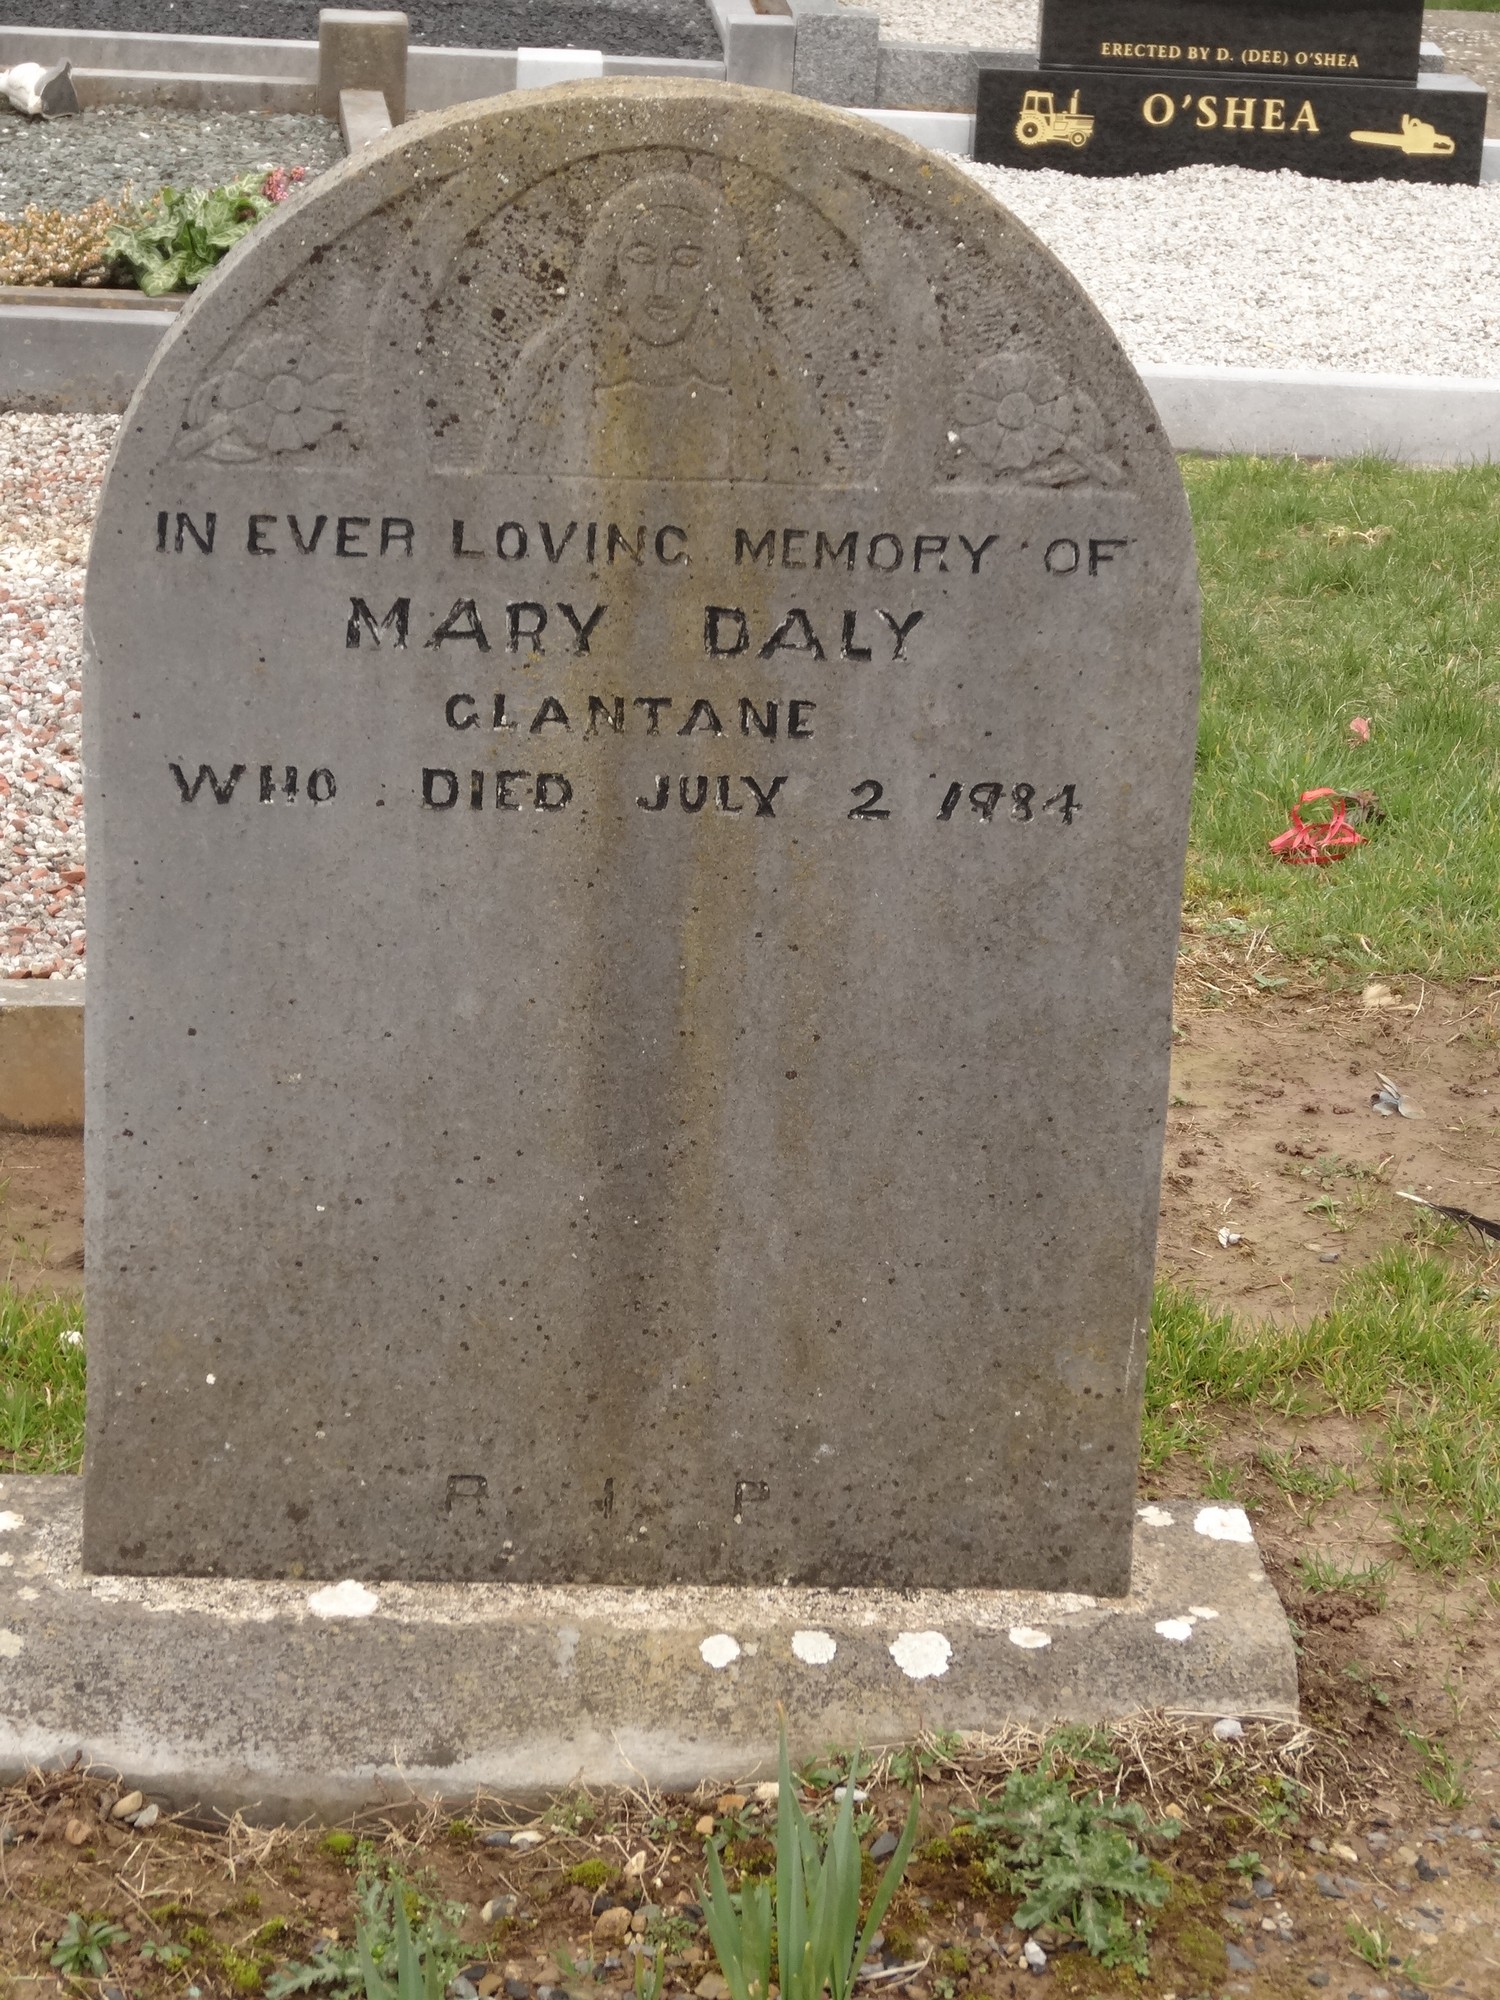 ERECTED BY D. (DEE) O'SHEA
O'SHEA
IN EVER LOVING MEMORY OF
MARY DALY
GLANTANE
WHO DIED JULY 2 1984
R I P